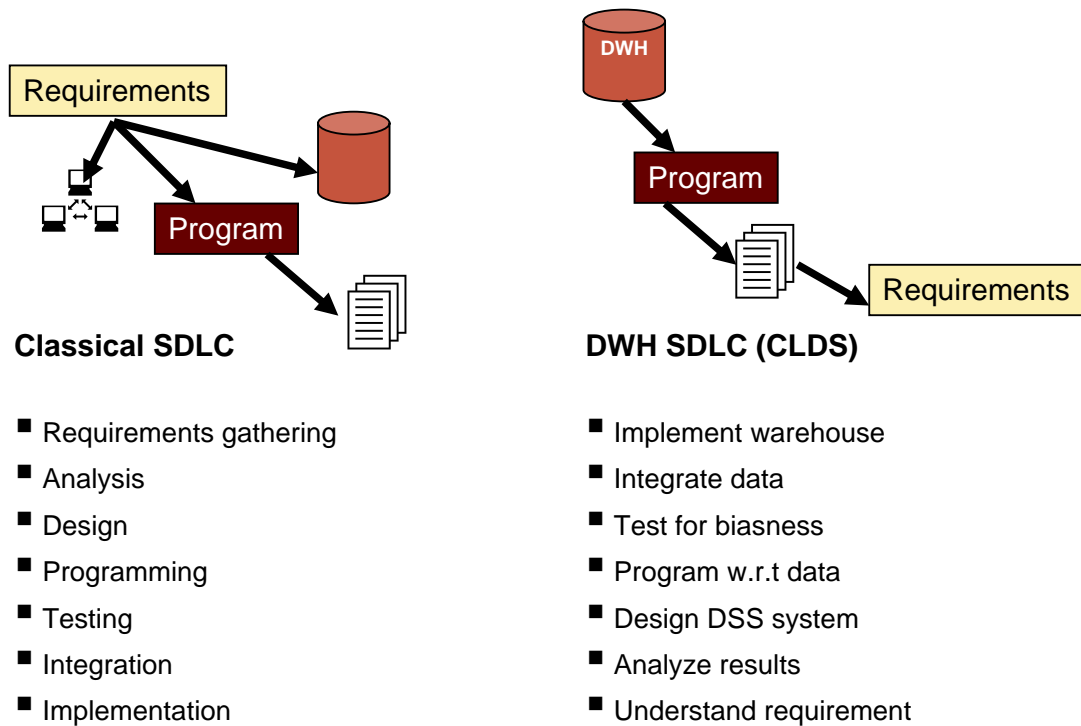 Requirements
Program
Classical SDLC
■ Requirements gathering
■ Analysis
■ Design
■ Programming
■ Testing
■ Integration
■ Implementation
DWH
Program
Requirements
DWH SDLC (CLDS)
■ Implement warehouse
■ Integrate data
■ Test for biasness
■ Program w.r.t data
■ Design DSS system
■ Analyze results
■ Understand requirement